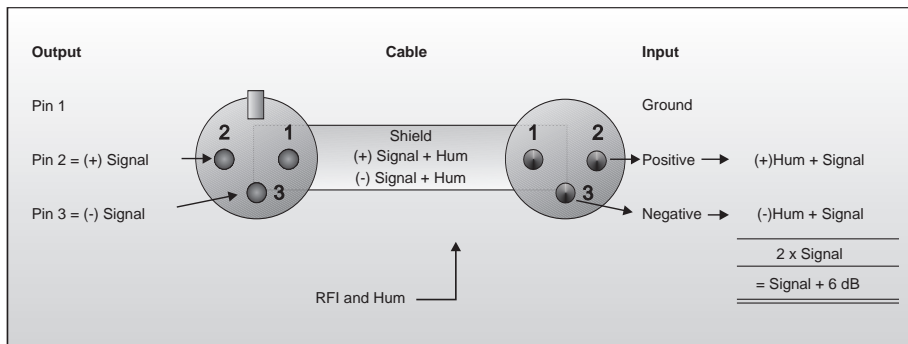 Output Cable Input
Pin 1 Ground
2 1 1 2
Shield
Pin 2 = (+) Signal (+) Signal + Hum Positive (+)Hum + Signal
(-) Signal + Hum
3 3
Pin 3 = (-) Signal Negative (-)Hum + Signal
2 x Signal
= Signal + 6 dB
RFI and Hum